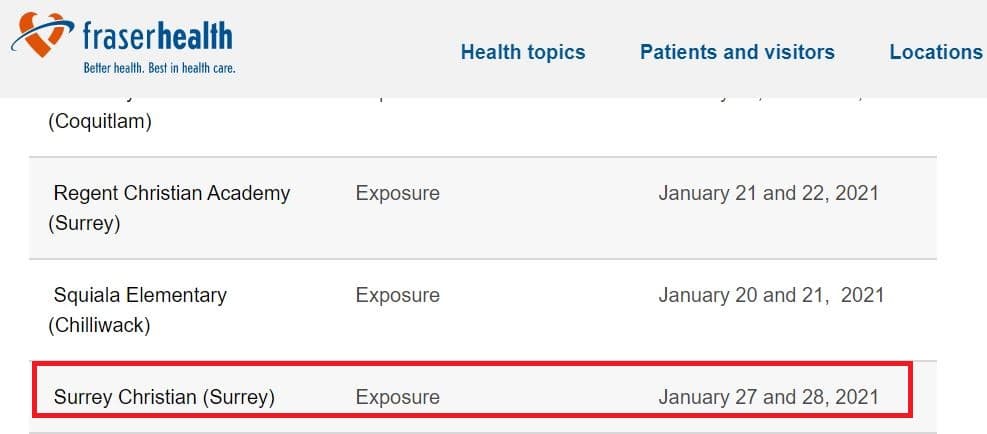 fraserhealth
Better health. Best in health care.
Health topics
Patients and visitors
Locations
(Coquitlam)
Regent Christian Academy
(Surrey)
Exposure
January 21 and 22, 2021
Squiala Elementary
(Chilliwack)
Exposure
January 20 and 21, 2021
Surrey Christian (Surrey)
Exposure
January 27 and 28, 2021